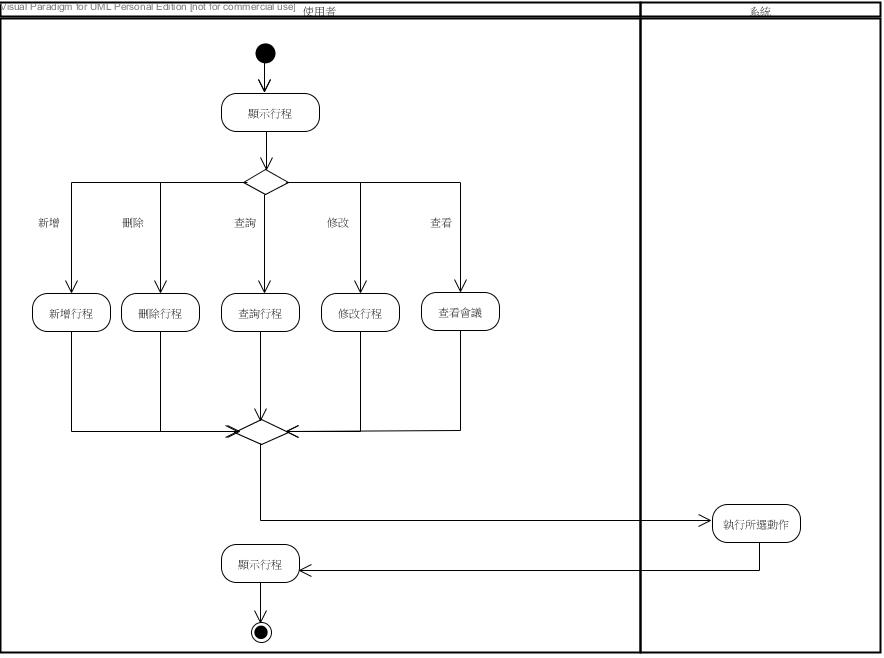 Visual Paradigm for UML Personal Edition [not for commercial use]
使用者
系統
顯示行程
新增
刪除
查詢
修改
查看
新增行程
刪除行程
查詢行程
修改行程
查看會議
執行所選動作
顯示行程